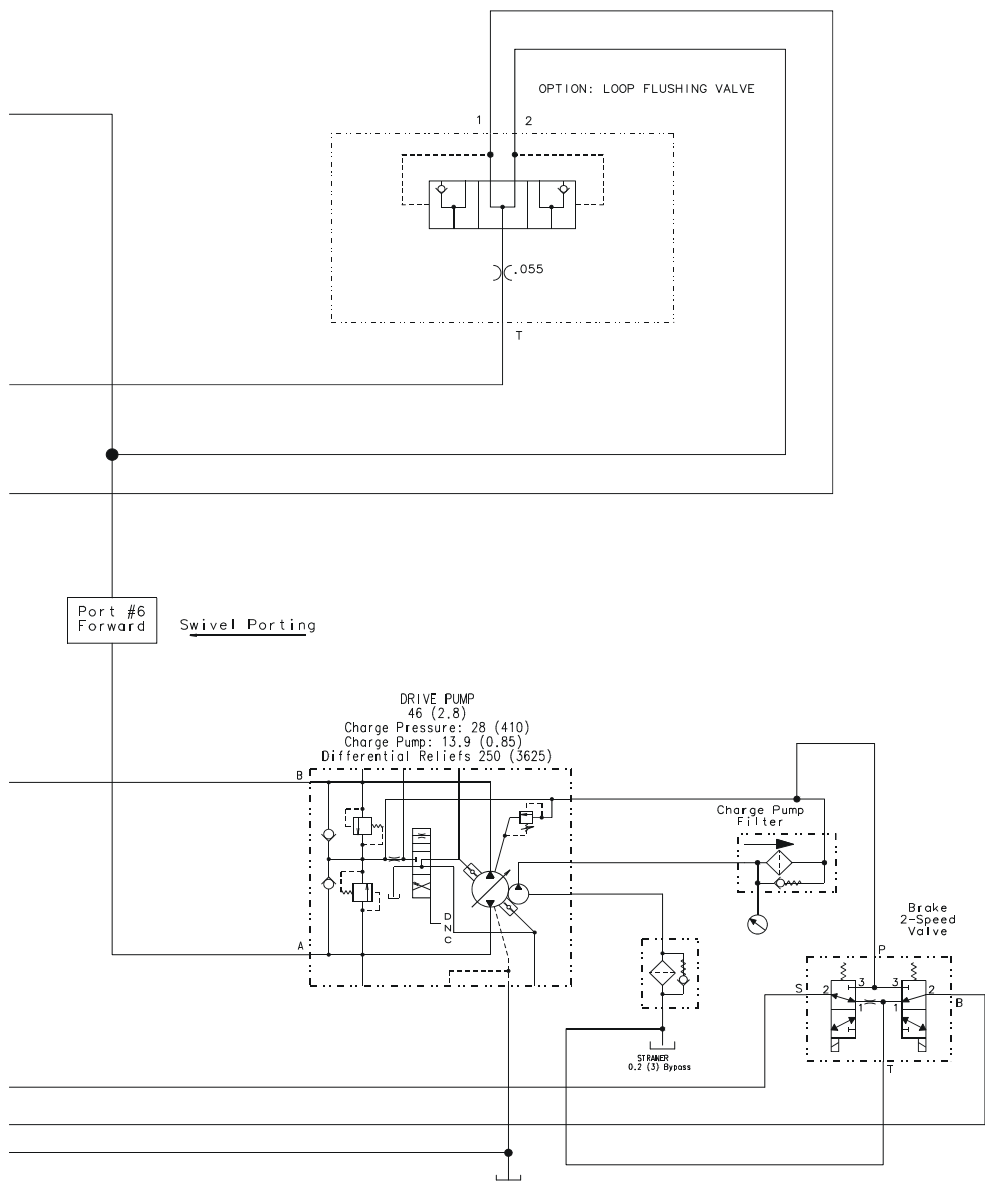 OPTION: LOOP FLUSHING VALVE
1 2
.055
T
Port #6
Forward
Swivel Porting
DRIVE PUMP
46 (2.8)
Charge Pressure: 28 (410)
Charge Pump: 13.9 (0.85)
Differential Reliefs 250 (3625)
B
A
D
N
C
Charge Pump
Filter
STRAINER
0.2 (3) Bypass
Brake
2-Speed
Valve
P
S 2 3 3 2 B
1 1
T